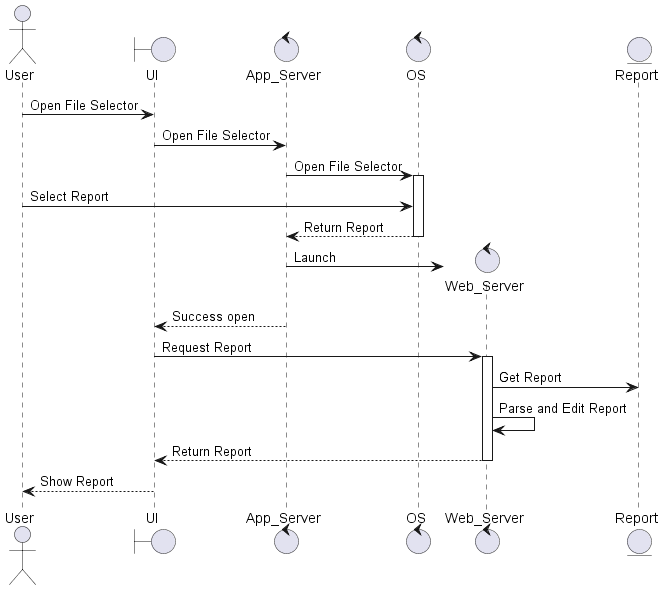 User UI App_Server OS Report
Open File Selector
Open File Selector
Open File Selector
Select Report
Return Report
Launch
Web_Server
Success open
Request Report
Get Report
Parse and Edit Report
Return Report
Show Report
User UI App_Server OS Web_Server Report